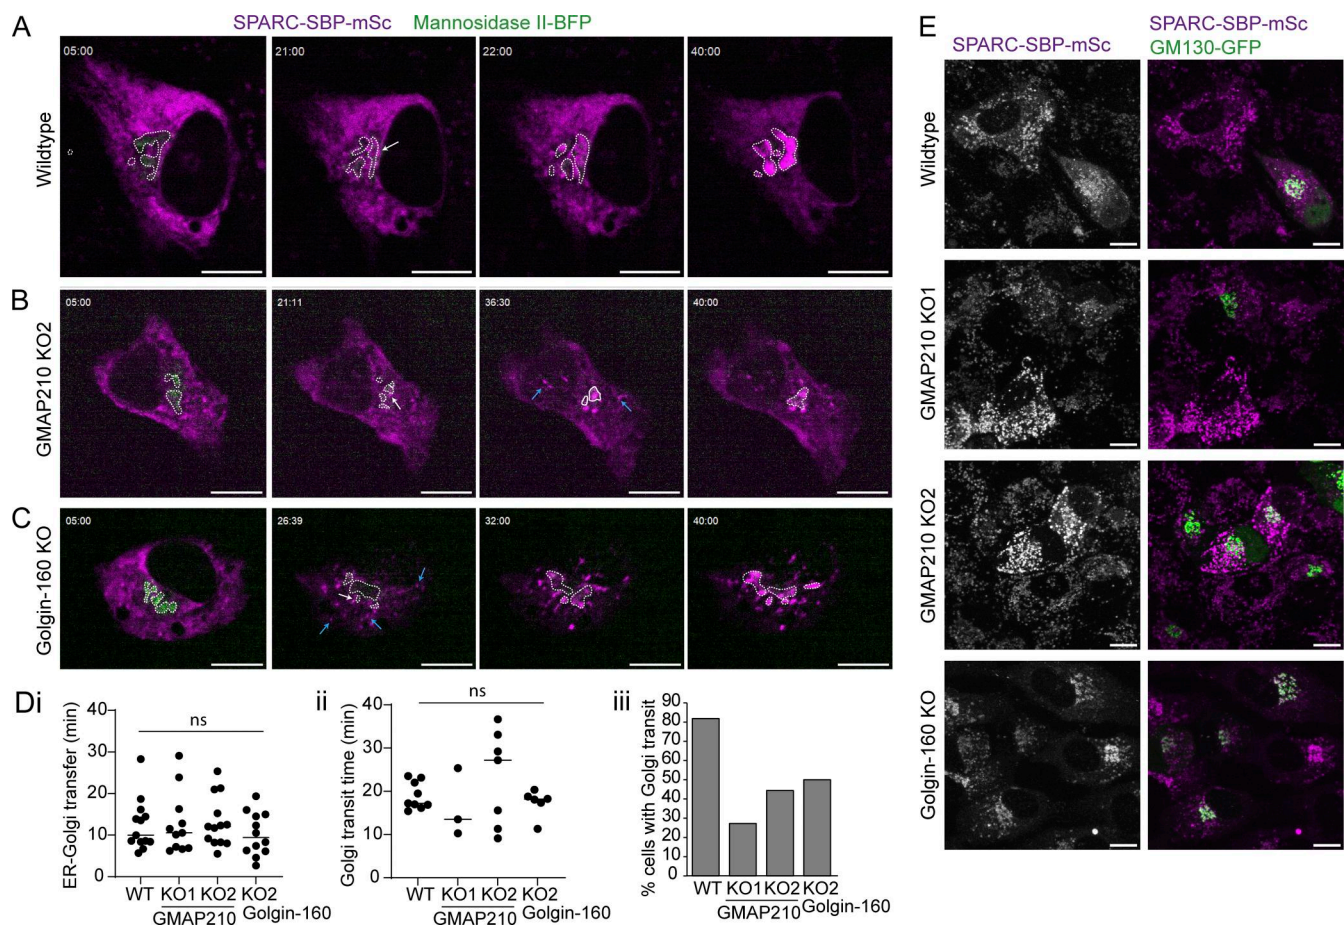 A
SPARC-SBP-mSc Mannosidase II-BFP
Wildtype
05:00
21:00
22:00
40:00
B
GMAP210 KO2
05:00
21:11
36:30
40:00
C
Golgin-160 KO
05:00
26:39
32:00
40:00
Di
ER-Golgi transfer (min)
40
30
20
10
0
ns
WT KO1 KO2 KO2
GMAP210 Golgin-160
ii
Golgi transit time (min)
40
30
20
10
0
ns
WT KO1 KO2 KO2
GMAP210 Golgin-160
iii
% cells with Golgi transit
90
80
70
60
50
40
30
20
10
0
WT KO1 KO2 KO2
GMAP210 Golgin-160
E
SPARC-SBP-mSc
SPARC-SBP-mSc
GM130-GFP
Wildtype
GMAP210 KO1
GMAP210 KO2
Golgin-160 KO